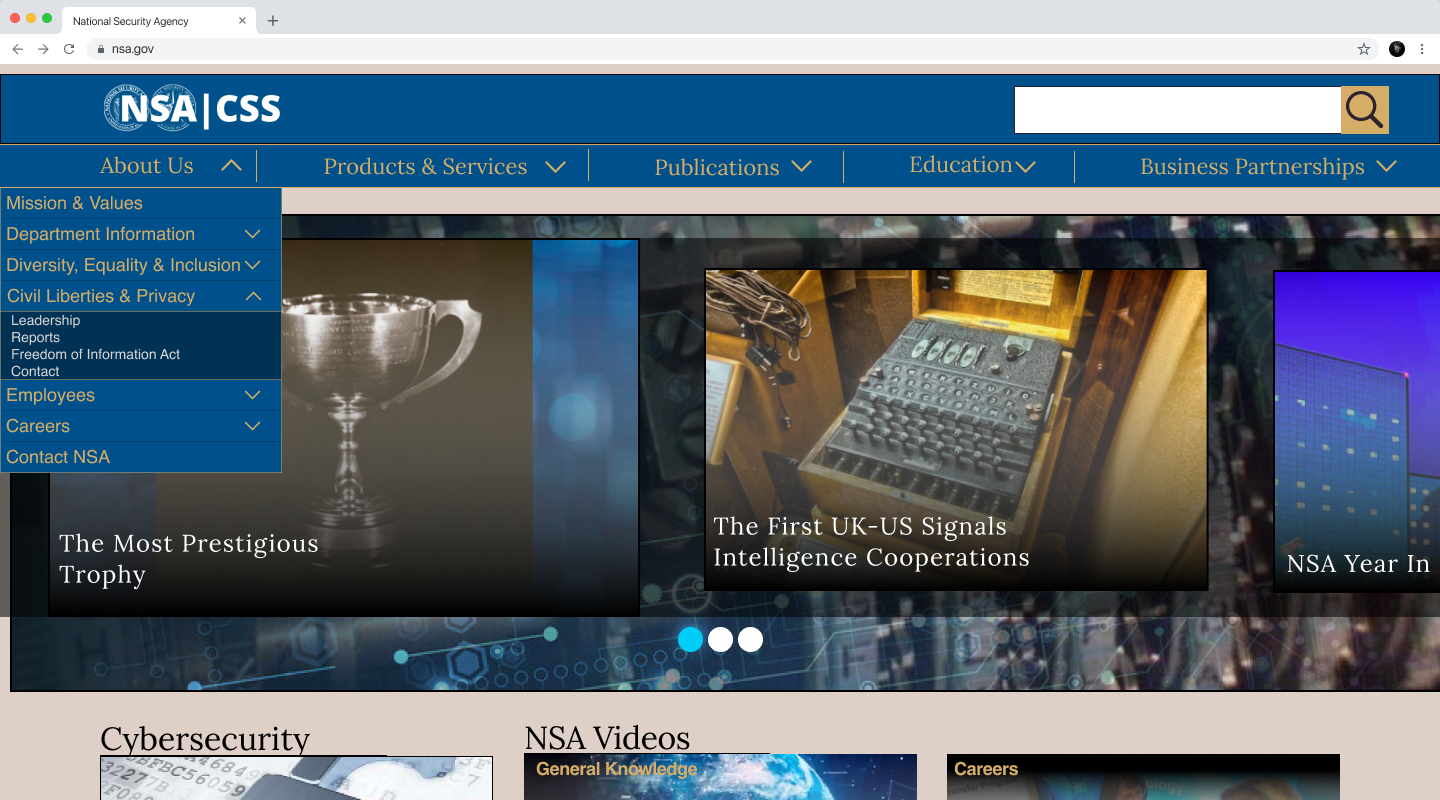 National Security Agency
nsa.gov
NSA|CSS
About Us
Products & Services
Publications
Education
Business Partnerships
Mission & Values
Department Information
Diversity, Equality & Inclusion
Civil Liberties & Privacy
Leadership
Reports
Freedom of Information Act
Contact
Employees
Careers
Contact NSA
The Most Prestigious
Trophy
The First UK-US Signals
Intelligence Cooperations
NSA Year In
Cybersecurity
NSA Videos
General Knowledge
Careers